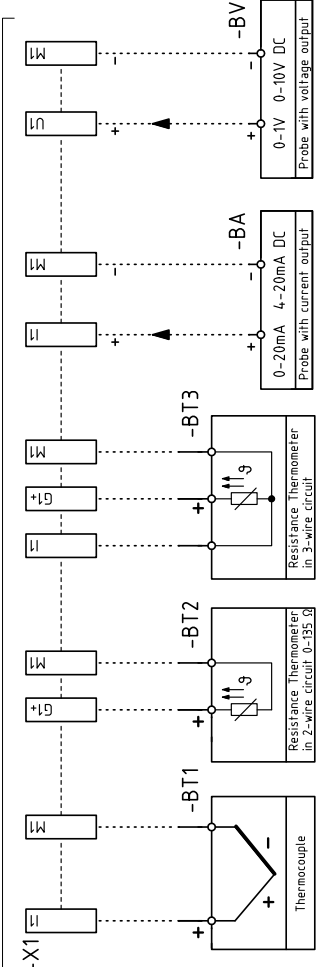 -X1
I1 M1 G1+ M1 I1 G1+ M1 I1 M1 U1 M1
+ - + -
-BT1 -BT2 -BT3 -BA -BV
+ + + + - + -
+ -
ϑ
ϑ
Thermocouple
Resistance Thermometer
in 2-wire circuit 0-135 Ω
Resistance Thermometer
in 3-wire circuit
0-20mA 4-20mA DC
Probe with current output
0-1V 0-10V DC
Probe with voltage output